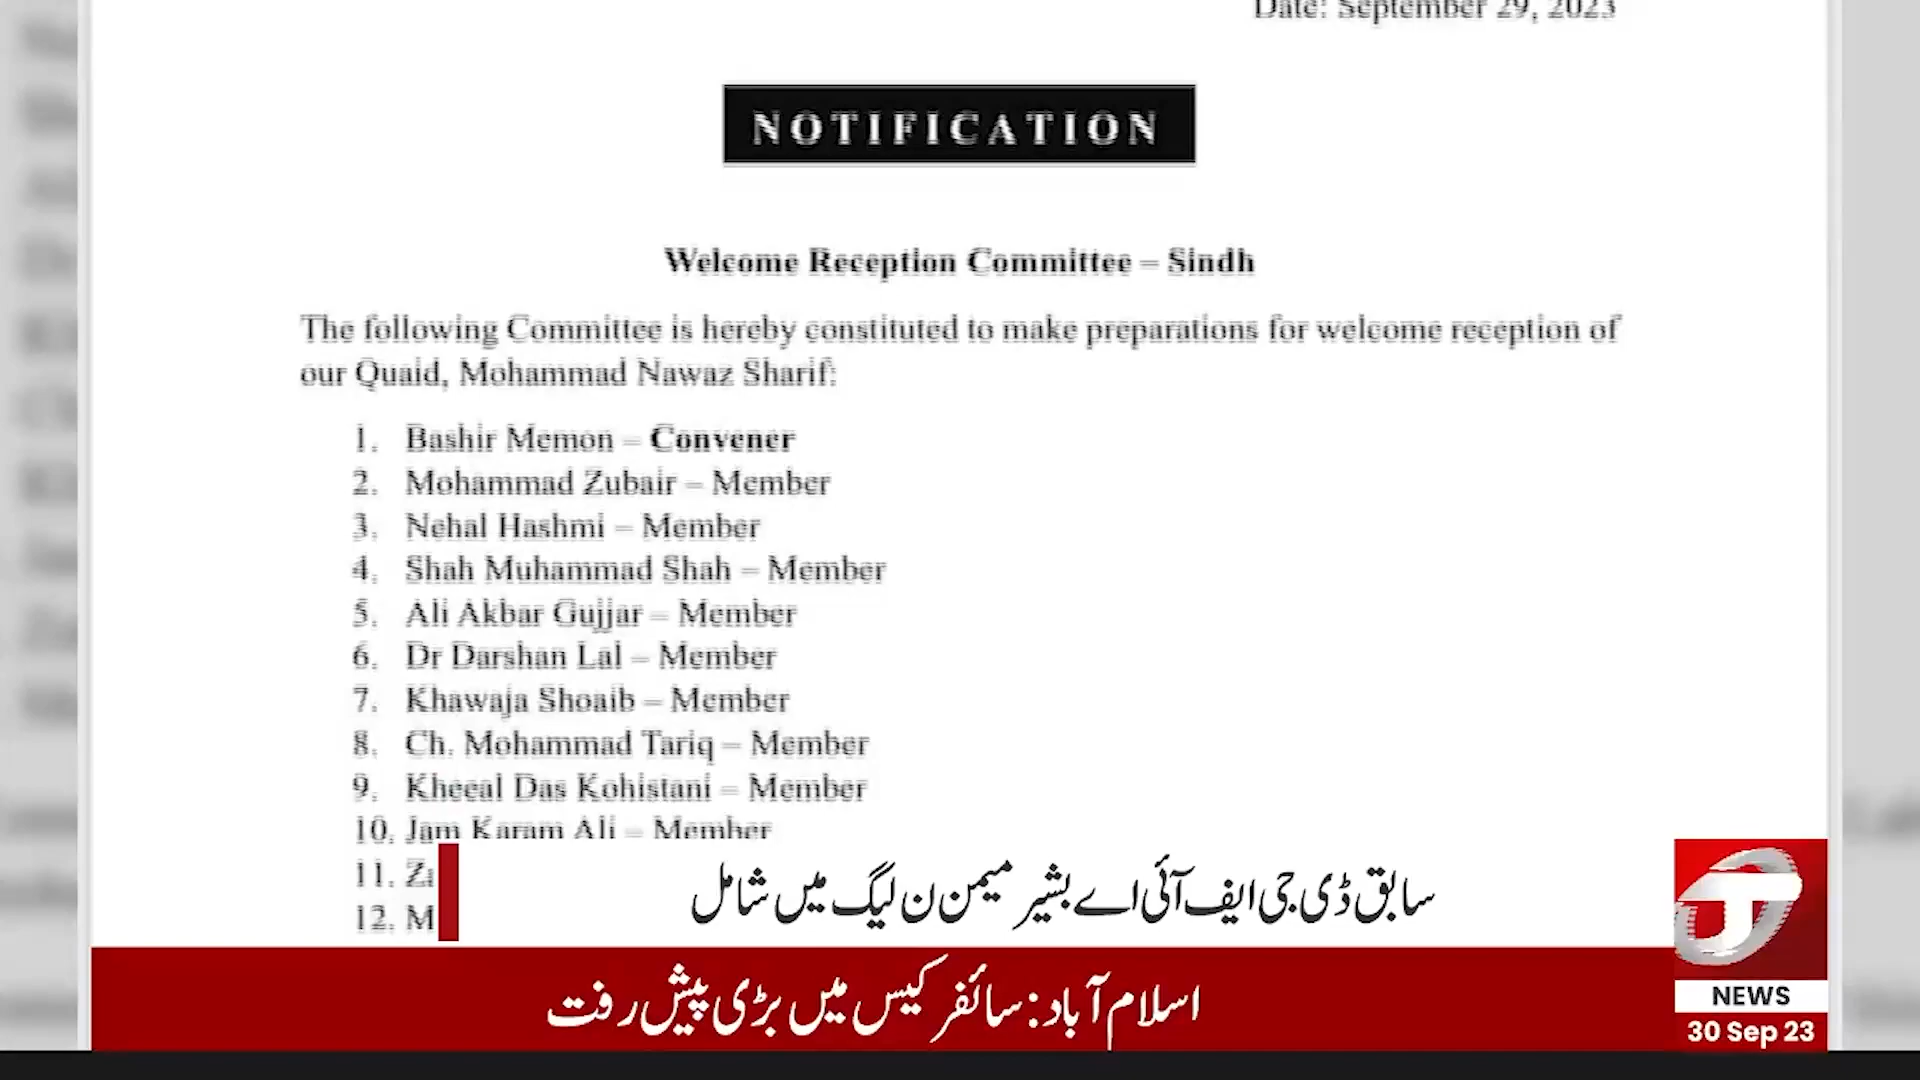 Date: September 29, 2023
NOTIFICATION
Welcome Reception Committee – Sindh
The following Committee is hereby constituted to make preparations for welcome reception of
our Quaid, Mohammad Nawaz Sharif:
1. Bashir Memon – Convener
2. Mohammad Zubair – Member
3. Nehal Hashmi – Member
4. Shah Muhammad Shah – Member
5. Ali Akbar Gujjar – Member
6. Dr Darshan Lal – Member
7. Khawaja Shoaib – Member
8. Ch. Mohammad Tariq – Member
9. Kheeal Das Kohistani – Member
10. Jam Karam Ali – Member
11.
12. M
سابق ڈی جی ایف آئی اے بشیر میمن ن لیگ میں شامل
اسلام آباد: سائفر کیس میں بڑی پیش رفت
NEWS
30 Sep 23